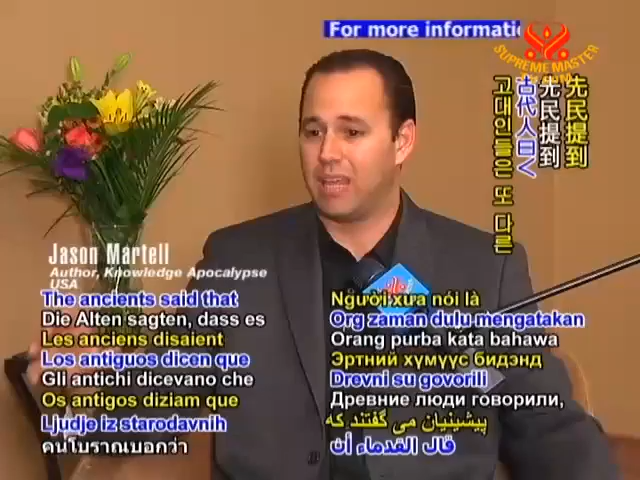 For more informati
SUPREME MASTER
先民提到
先民提到
古代人曰く
고대인들은 또 다른
Jason Martell
Author, Knowledge Apocalypse
USA
The ancients said that
Die Alten sagten, dass es
Les anciens disaient
Los antiguos dicen que
Gli antichi dicevano che
Os antigos diziam que
Ljudje iz starodavnih
คนโบราณบอกว่า
Người xưa nói là
Org zaman dulu mengatakan
Orang purba kata bahawa
Эртний хүмүүс бидэнд
Drevni su govorili
Древние люди говорили,
پیشینیان می گفتند که
قال القدماء أن